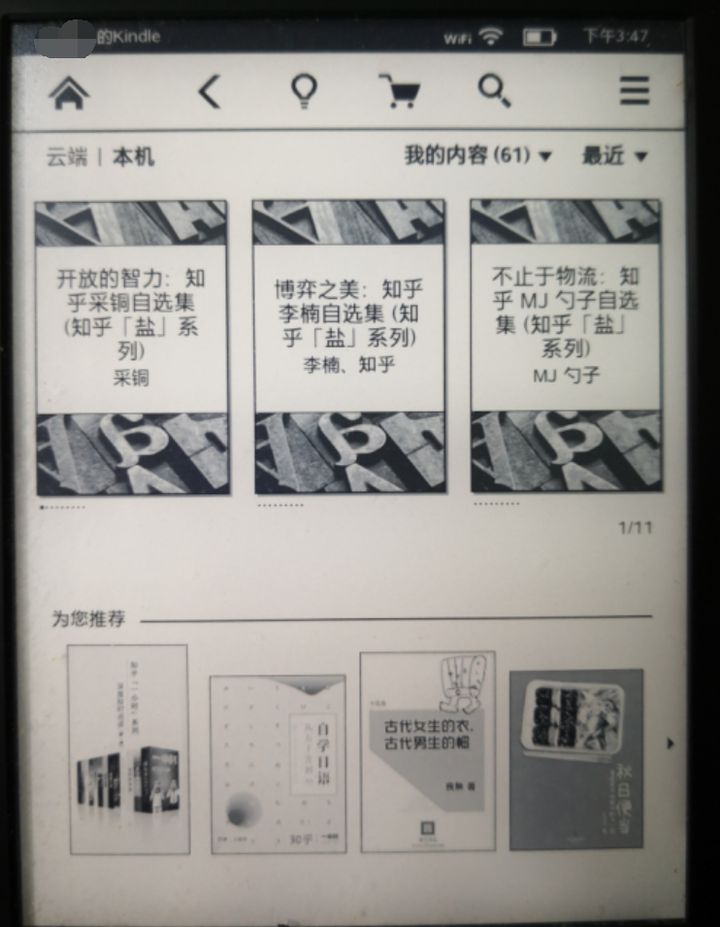 的Kindle
WiFi
下午3:47
云端 | 本机
我的内容 (61) ▼
最近 ▼
开放的智力：知
乎采铜自选集
(知乎「盐」系
列)
采铜
博弈之美：知乎
李楠自选集 (知
乎「盐」系列)
李楠、知乎
不止于物流：知
乎 MJ 勺子自选
集 (知乎「盐」
系列)
MJ 勺子
1/11
为您推荐
知乎「一小时」系列
自学日语
知乎
古代女生的衣，
古代男生的帽
著
秋日便当